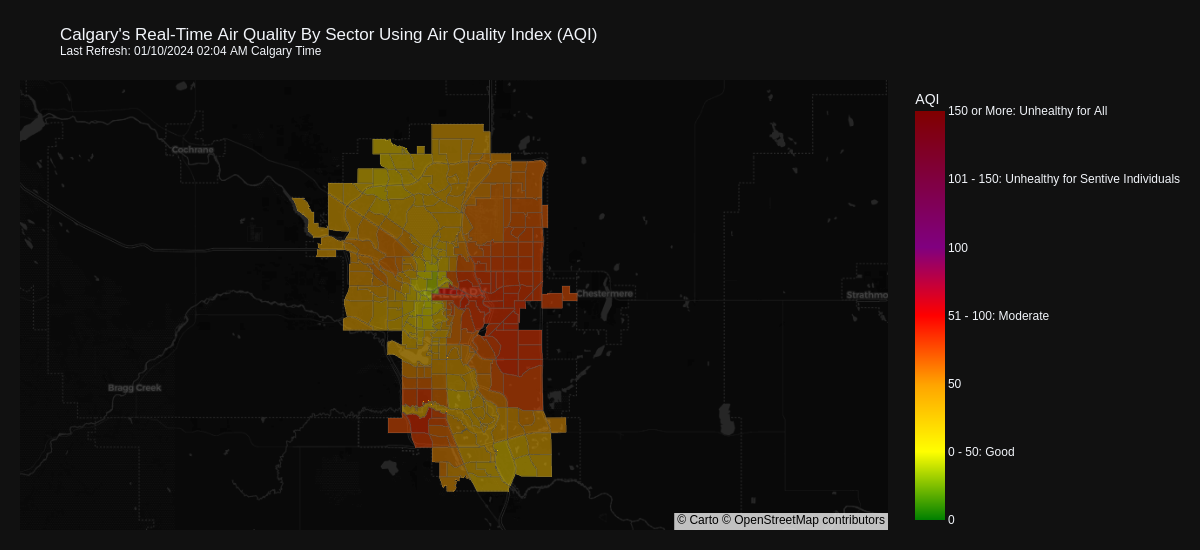 Calgary's Real-Time Air Quality By Sector Using Air Quality Index (AQI)
Last Refresh: 01/10/2024 02:04 AM Calgary Time
AQI
150 or More: Unhealthy for All
Cochrane
101 - 150: Unhealthy for Sentive Individuals
100
CALGARY
Chestermere
Strathmo
51 - 100: Moderate
50
Bragg Creek
0 - 50: Good
© Carto © OpenStreetMap contributors
0